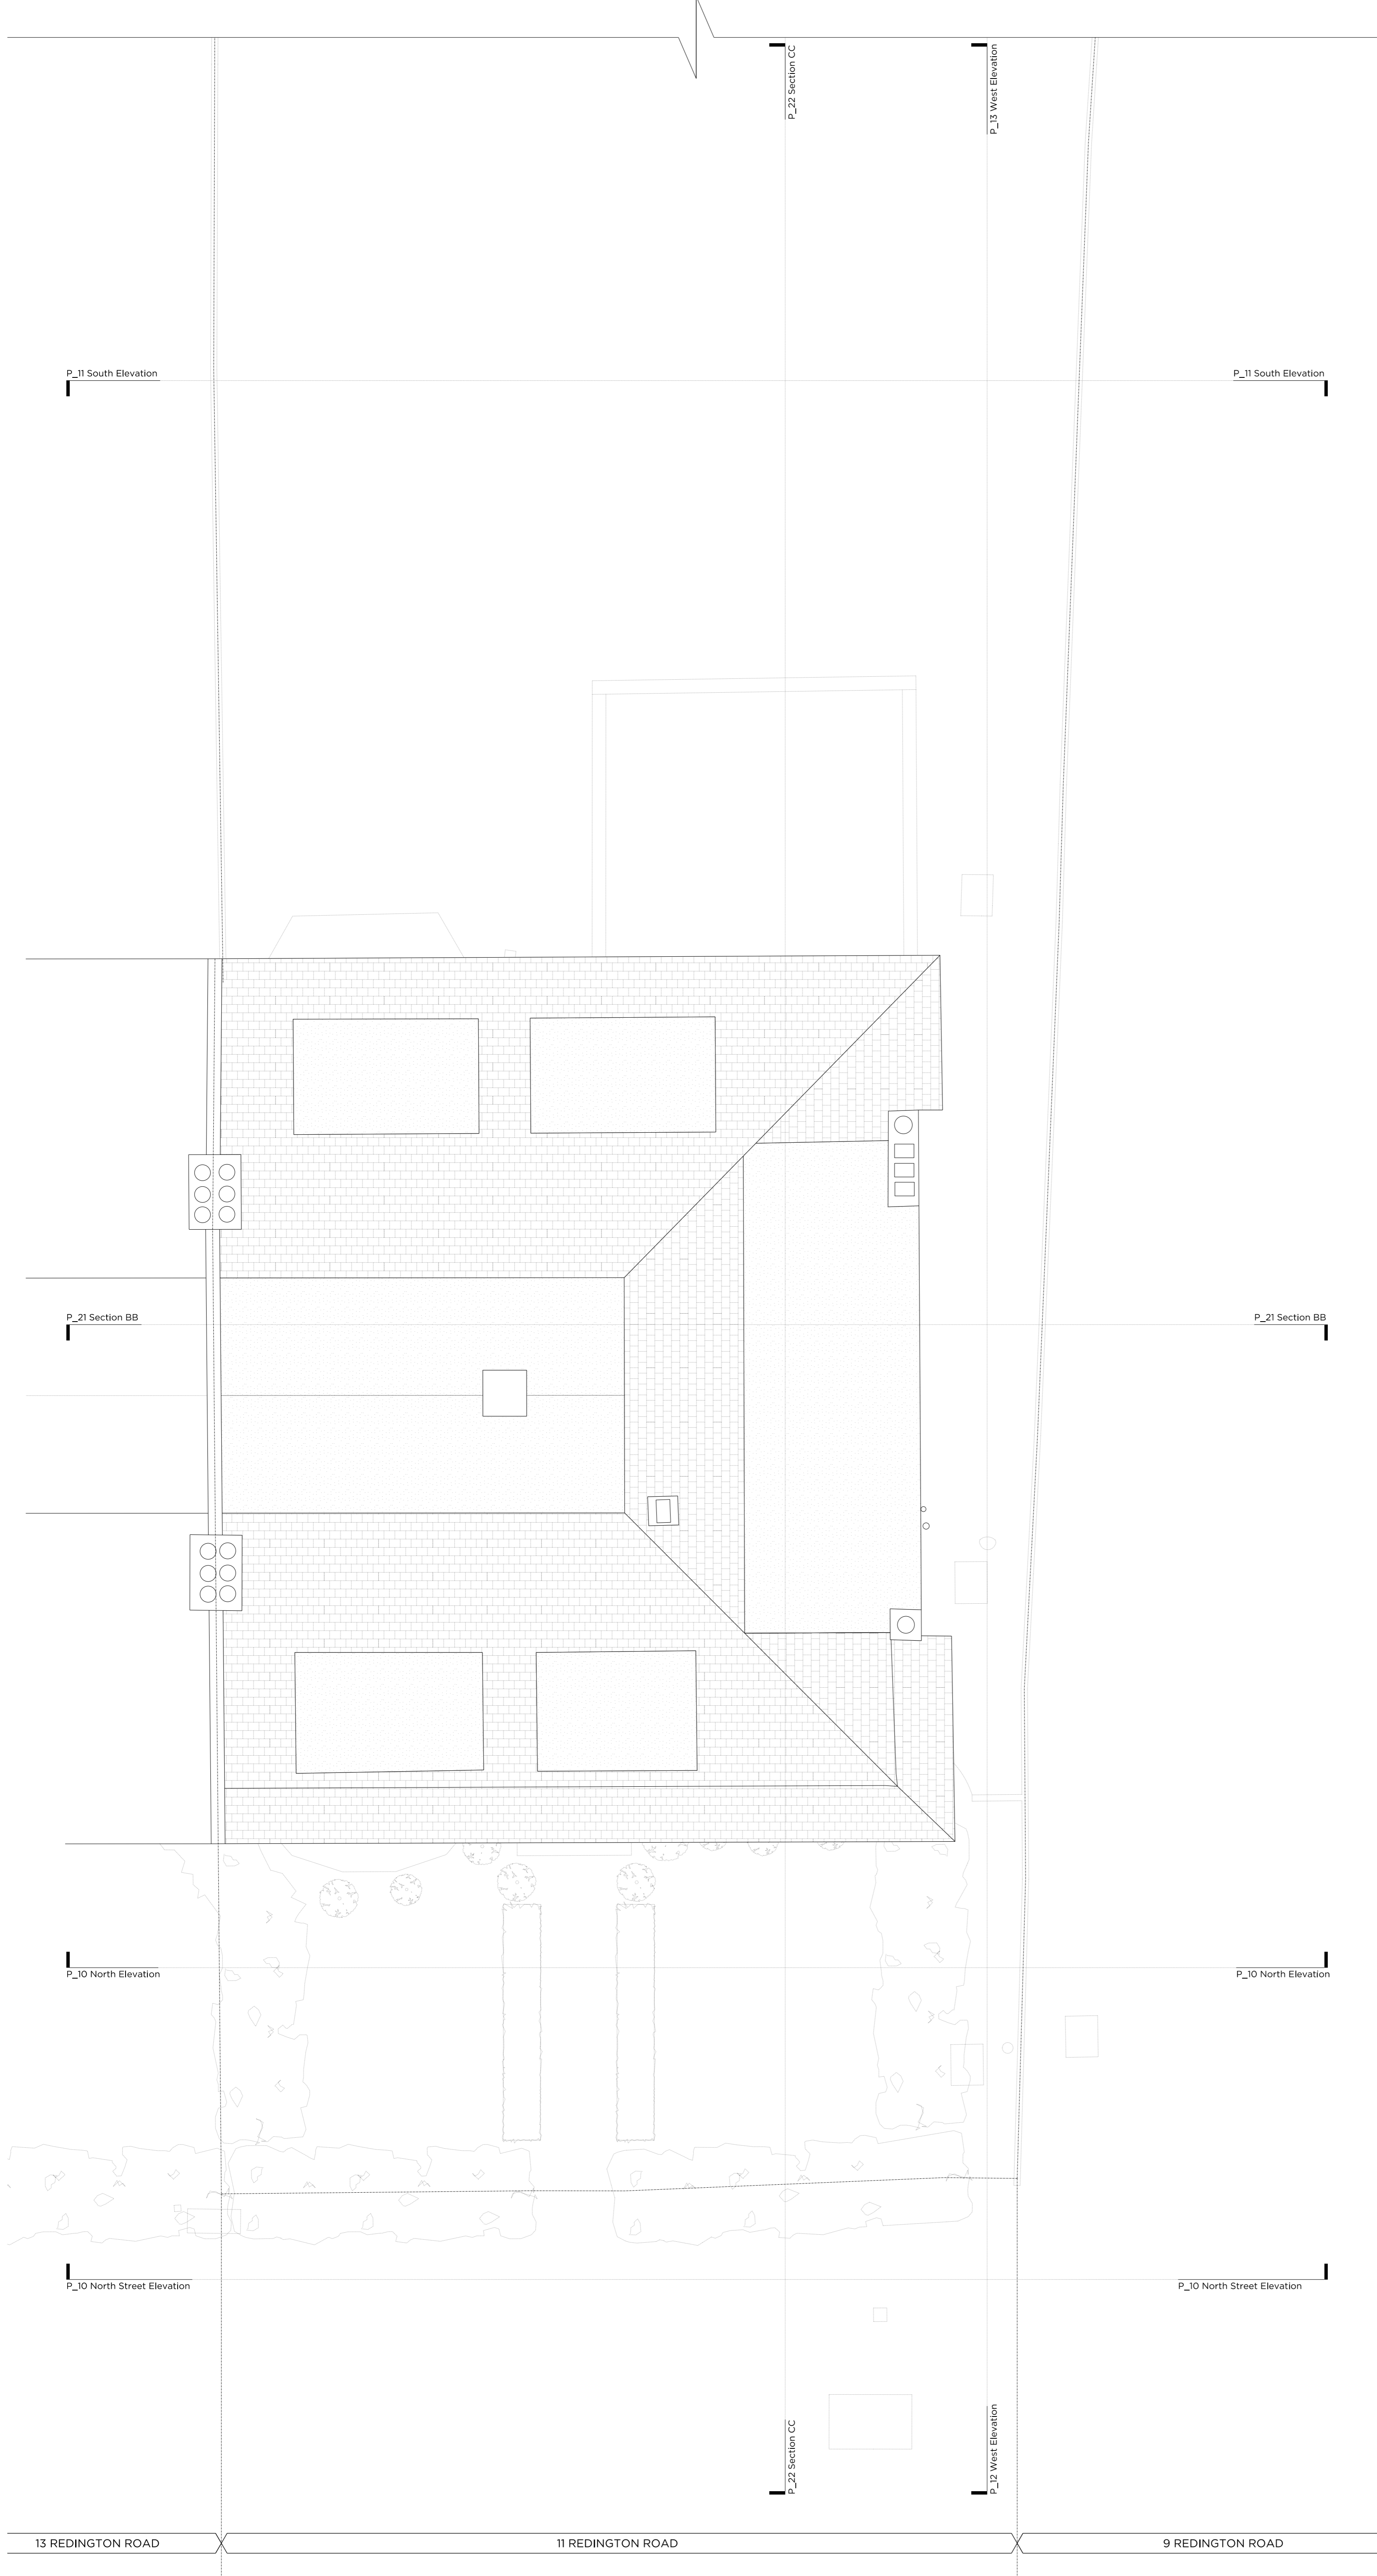 P_22 Section CC
P_13 West Elevation
P_11 South Elevation
P_11 South Elevation
P_21 Section BB
P_21 Section BB
P_10 North Elevation
P_10 North Elevation
P_10 North Street Elevation
P_10 North Street Elevation
P_22 Section CC
P_12 West Elevation
13 REDINGTON ROAD
11 REDINGTON ROAD
9 REDINGTON ROAD